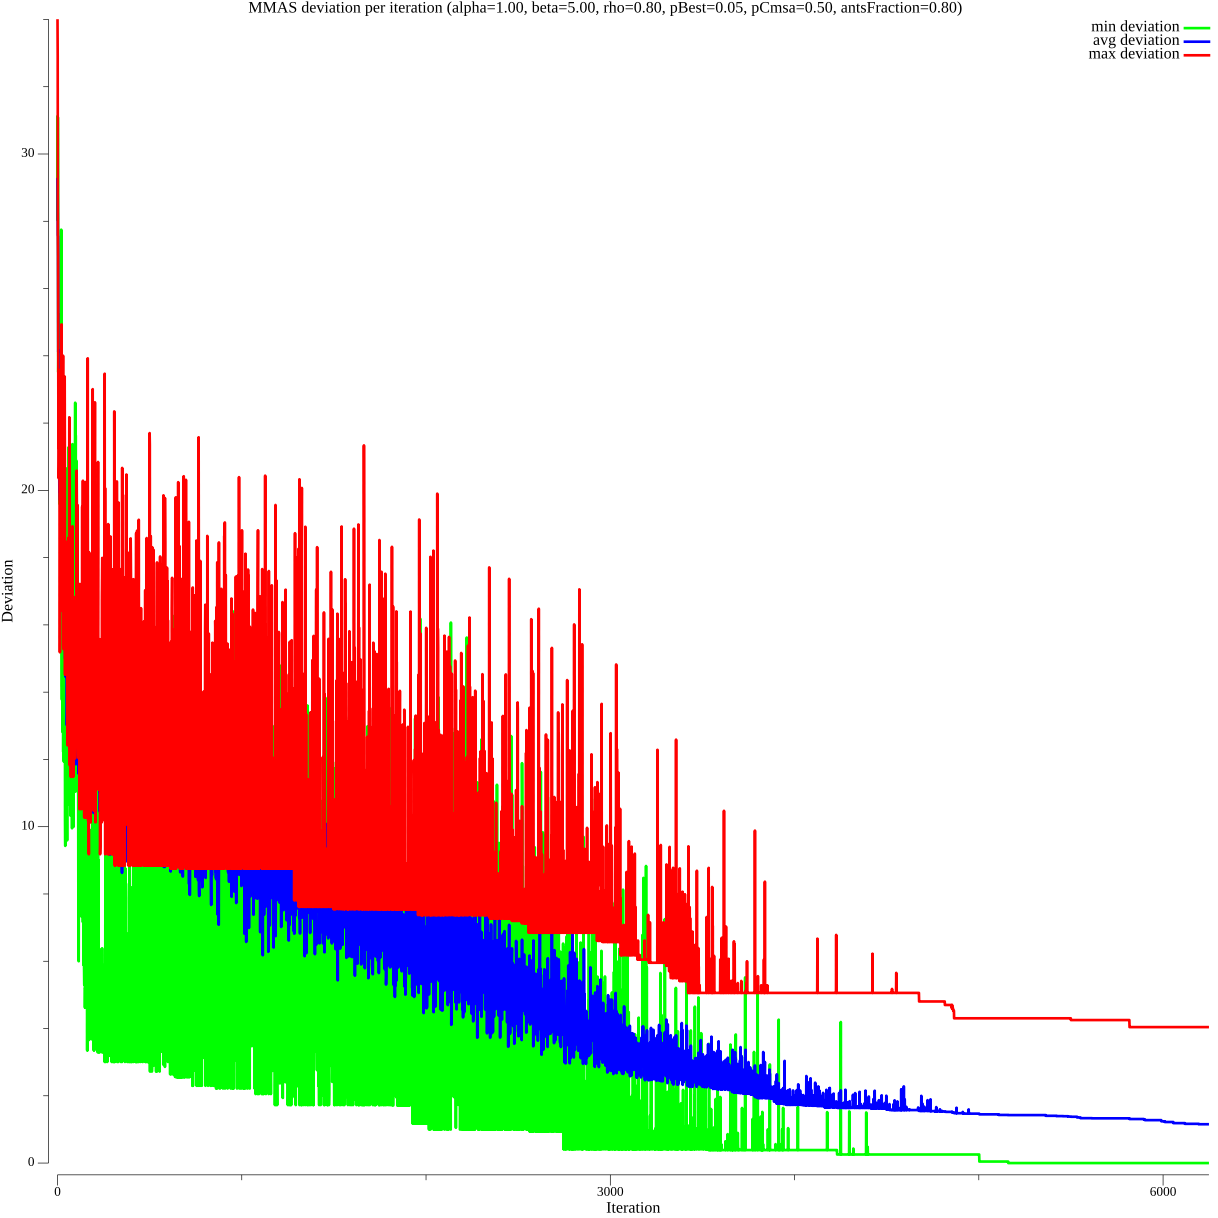 MMAS deviation per iteration (alpha=1.00, beta=5.00, rho=0.80, pBest=0.05, pCmsa=0.50, antsFraction=0.80)
min deviation
avg deviation
max deviation
30
20
10
0
Deviation
0
3000
6000
Iteration